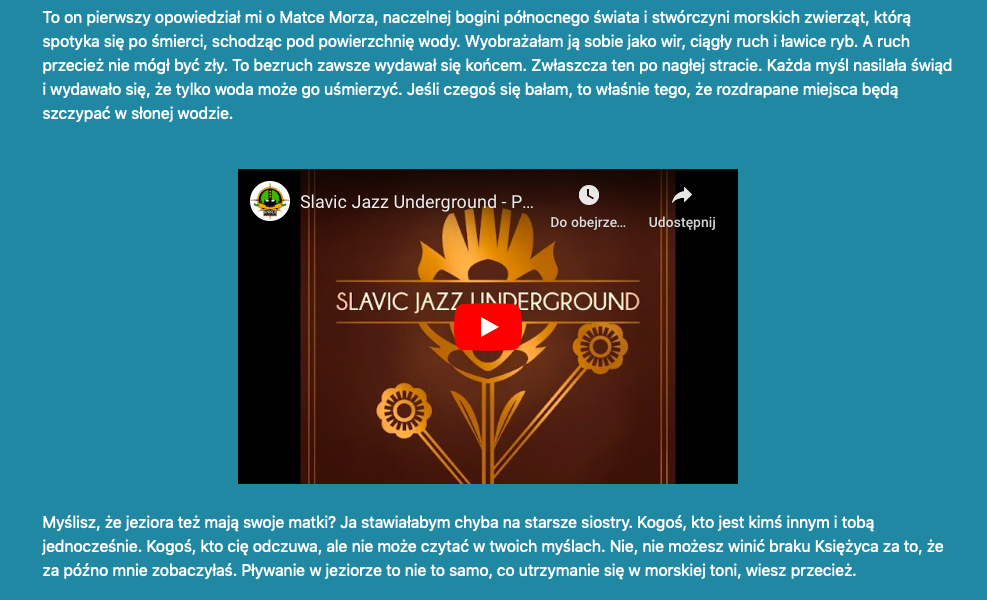 To on pierwszy opowiedział mi o Matce Morza, naczelnej bogini północnego świata i stwórczyni morskich zwierząt, którą
spotyka się po śmierci, schodząc pod powierzchnię wody. Wyobrażałam ją sobie jako wir, ciągły ruch i ławice ryb. A ruch
przecież nie mógł być zły. To bezruch zawsze wydawał się końcem. Zwłaszcza ten po nagłej stracie. Każda myśl nasilała świąd
i wydawało się, że tylko woda może go uśmierzyć. Jeśli czegoś się bałam, to właśnie tego, że rozdrapane miejsca będą
szczypać w słonej wodzie.
Slavic Jazz Underground - P...
Do obejrze...
Udostępnij
SLAVIC JAZZ UNDERGROUND
Myślisz, że jeziora też mają swoje matki? Ja stawiałabym chyba na starsze siostry. Kogoś, kto jest kimś innym i tobą
jednocześnie. Kogoś, kto cię odczuwa, ale nie może czytać w twoich myślach. Nie, nie możesz winić braku Księżyca za to, że
za późno mnie zobaczyłaś. Pływanie w jeziorze to nie to samo, co utrzymanie się w morskiej toni, wiesz przecież.